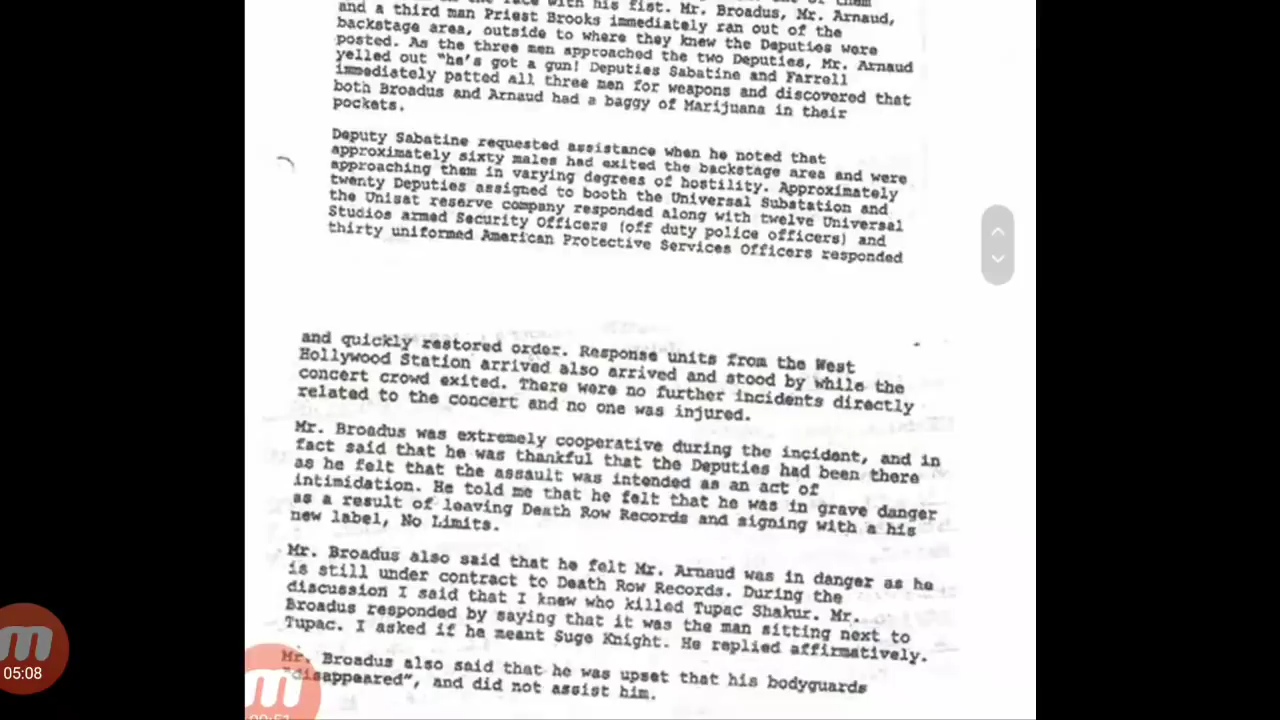 with his fist. Mr. Broadus, Mr. Arnaud,
and a third man Priest Brooks immediately ran out of the
backstage area, outside to where they knew the Deputies were
posted. As the three men approached the two Deputies, Mr. Arnaud
yelled out "he's got a gun! Deputies Sabatine and Farrell
immediately patted all three men for weapons and discovered that
both Broadus and Arnaud had a baggy of Marijuana in their
pockets.
Deputy Sabatine requested assistance when he noted that
approximately sixty males had exited the backstage area and were
approaching them in varying degrees of hostility. Approximately
twenty Deputies assigned to booth the Universal Substation and
the Unisat reserve company responded along with twelve Universal
Studios armed Security Officers (off duty police officers) and
thirty uniformed American Protective Services Officers responded
and quickly restored order. Response units from the West
Hollywood Station arrived also arrived and stood by while the
concert crowd exited. There were no further incidents directly
related to the concert and no one was injured.
Mr. Broadus was extremely cooperative during the incident, and in
fact said that he was thankful that the Deputies had been there
as he felt that the assault was intended as an act of
intimidation. He told me that he felt that he was in grave danger
as a result of leaving Death Row Records and signing with a his
new label, No Limits.
Mr. Broadus also said that he felt Mr. Arnaud was in danger as he
is still under contract to Death Row Records. During the
discussion I said that I knew who killed Tupac Shakur. Mr.
Broadus responded by saying that it was the man sitting next to
Tupac. I asked if he meant Suge Knight. He replied affirmatively.
Mr. Broadus also said that he was upset that his bodyguards
"disappeared", and did not assist him.
05:08
00:51